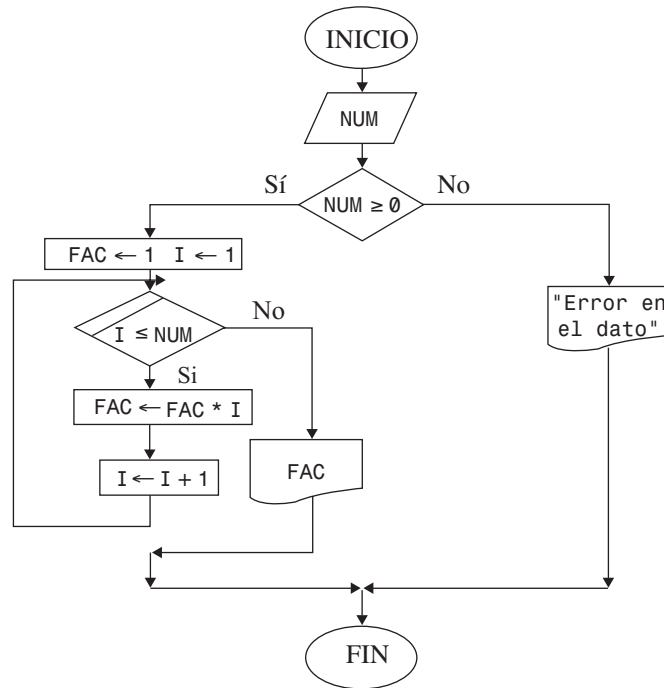 INICIO
NUM
Sí
No
NUM ≥ 0
FAC ← 1 I ← 1
"Error en
el dato"
I ≤ NUM
No
Si
FAC ← FAC * I
FAC
I ← I + 1
FIN